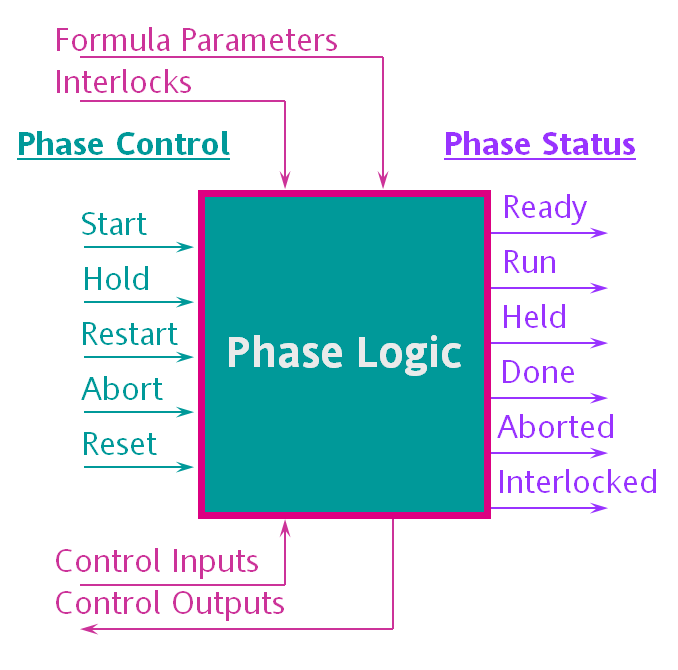 Formula Parameters
Interlocks
Phase Control
Phase Status
Start
Hold
Restart
Abort
Reset
Phase Logic
Ready
Run
Held
Done
Aborted
Interlocked
Control Inputs
Control Outputs